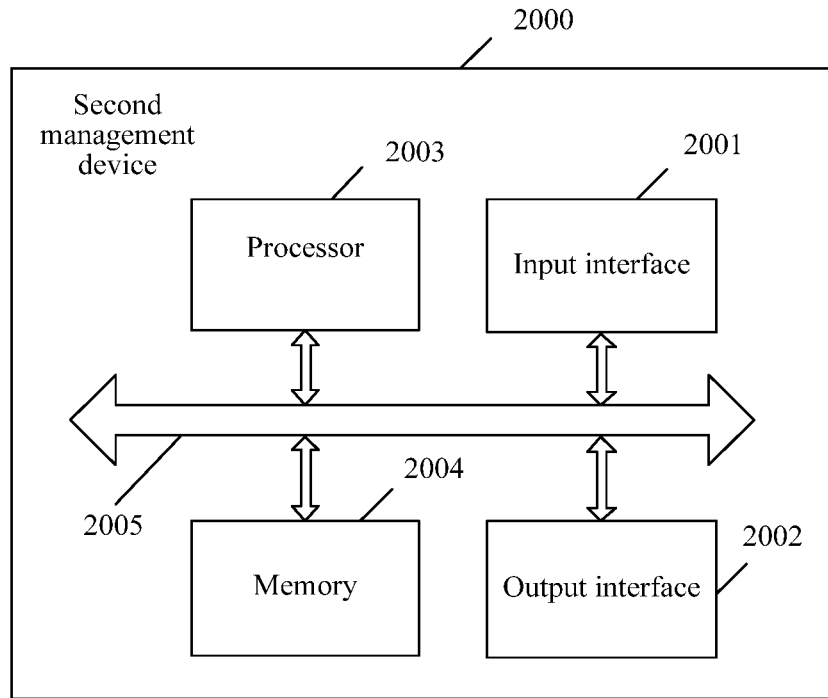 2000
Second
management
device
2003
2001
Processor
Input interface
2004
2005
2002
Memory
Output interface